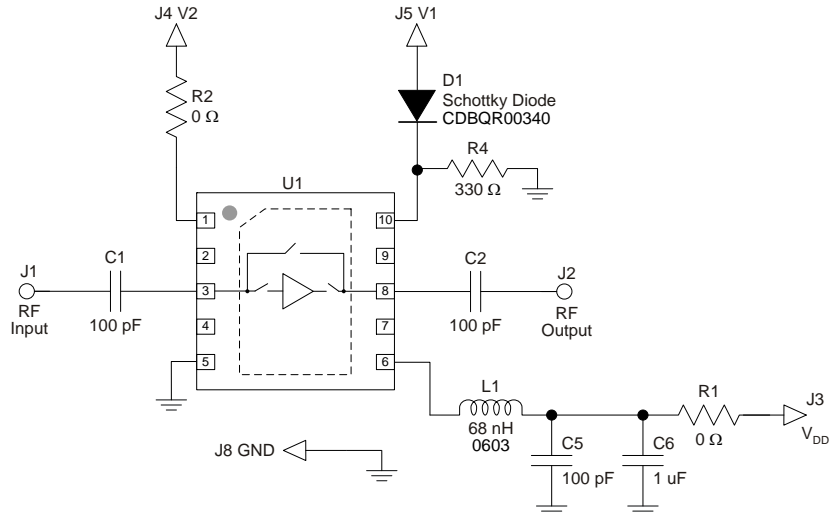 J4 V2
J5 V1
R2
0 Ω
D1
Schottky Diode
CDBQR00340
R4
330 Ω
U1
1
10
2
9
C1
C2
J1
3
8
J2
RF
Input
100 pF
100 pF
RF
Output
4
7
5
6
L1
68 nH
0603
R1
0 Ω
J3
VDD
J8 GND
C5
100 pF
C6
1 uF